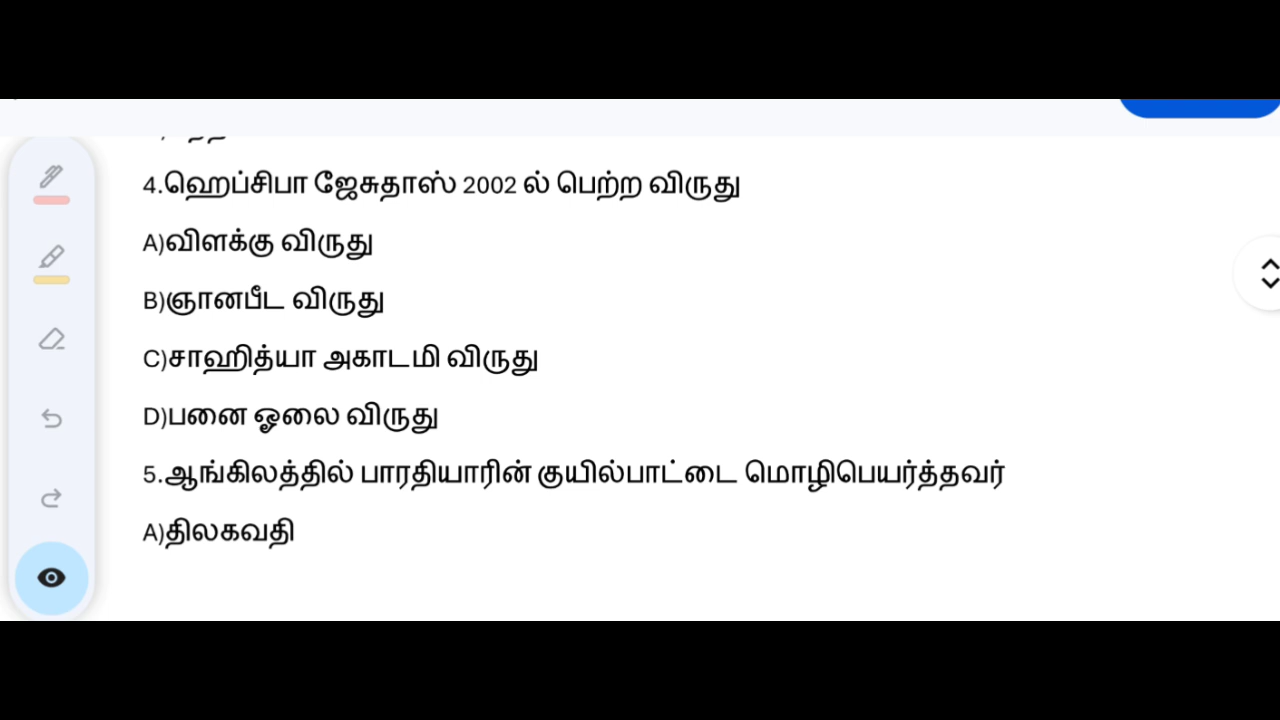 4.ஹெப்சிபா ஜேசுதாஸ் 2002 ல் பெற்ற விருது
A)விளக்கு விருது
B)ஞானபீட விருது
C)சாஹித்யா அகாடமி விருது
D)பனை ஓலை விருது
5.ஆங்கிலத்தில் பாரதியாரின் குயில்பாட்டை மொழிபெயர்த்தவர்
A)திலகவதி